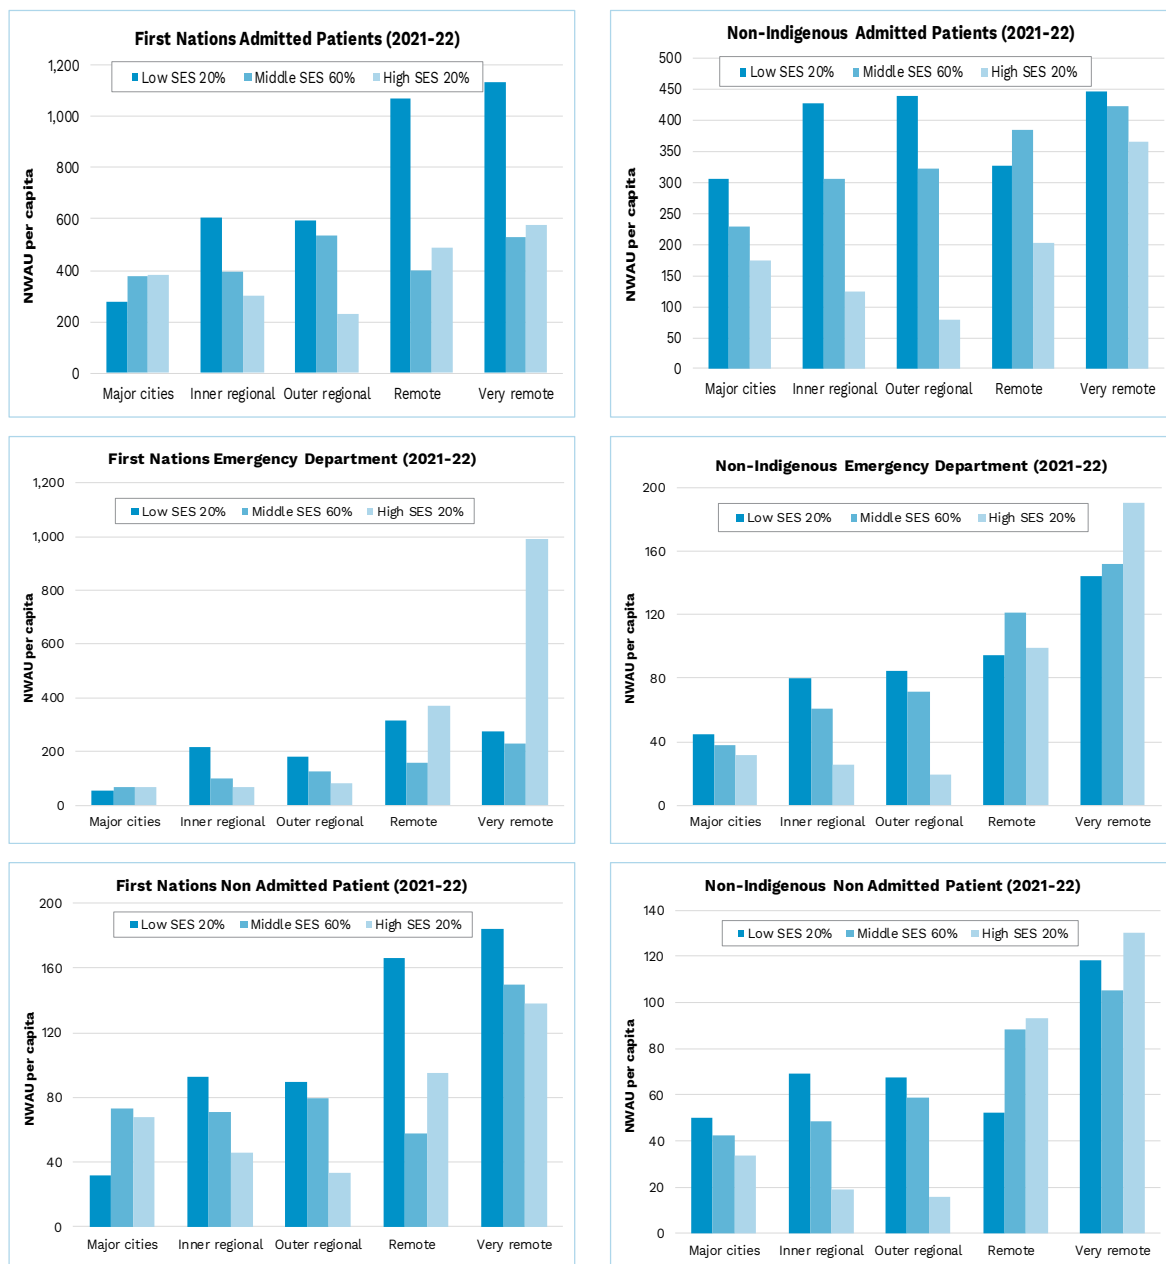 First Nations Admitted Patients (2021-22)
1,200
Low SES 20% Middle SES 60% High SES 20%
1,000
800
600
400
200
0
NWAU per capita
Major cities Inner regional Outer regional Remote Very remote
Non-Indigenous Admitted Patients (2021-22)
500
Low SES 20% Middle SES 60% High SES 20%
450
400
350
300
250
200
150
100
50
0
NWAU per capita
Major cities Inner regional Outer regional Remote Very remote
First Nations Emergency Department (2021-22)
1,200
Low SES 20% Middle SES 60% High SES 20%
1,000
800
600
400
200
0
NWAU per capita
Major cities Inner regional Outer regional Remote Very remote
Non-Indigenous Emergency Department (2021-22)
200
Low SES 20% Middle SES 60% High SES 20%
160
120
80
40
0
NWAU per capita
Major cities Inner regional Outer regional Remote Very remote
First Nations Non Admitted Patient (2021-22)
200
Low SES 20% Middle SES 60% High SES 20%
160
120
80
40
0
NWAU per capita
Major cities Inner regional Outer regional Remote Very remote
Non-Indigenous Non Admitted Patient (2021-22)
140
Low SES 20% Middle SES 60% High SES 20%
120
100
80
60
40
20
0
NWAU per capita
Major cities Inner regional Outer regional Remote Very remote